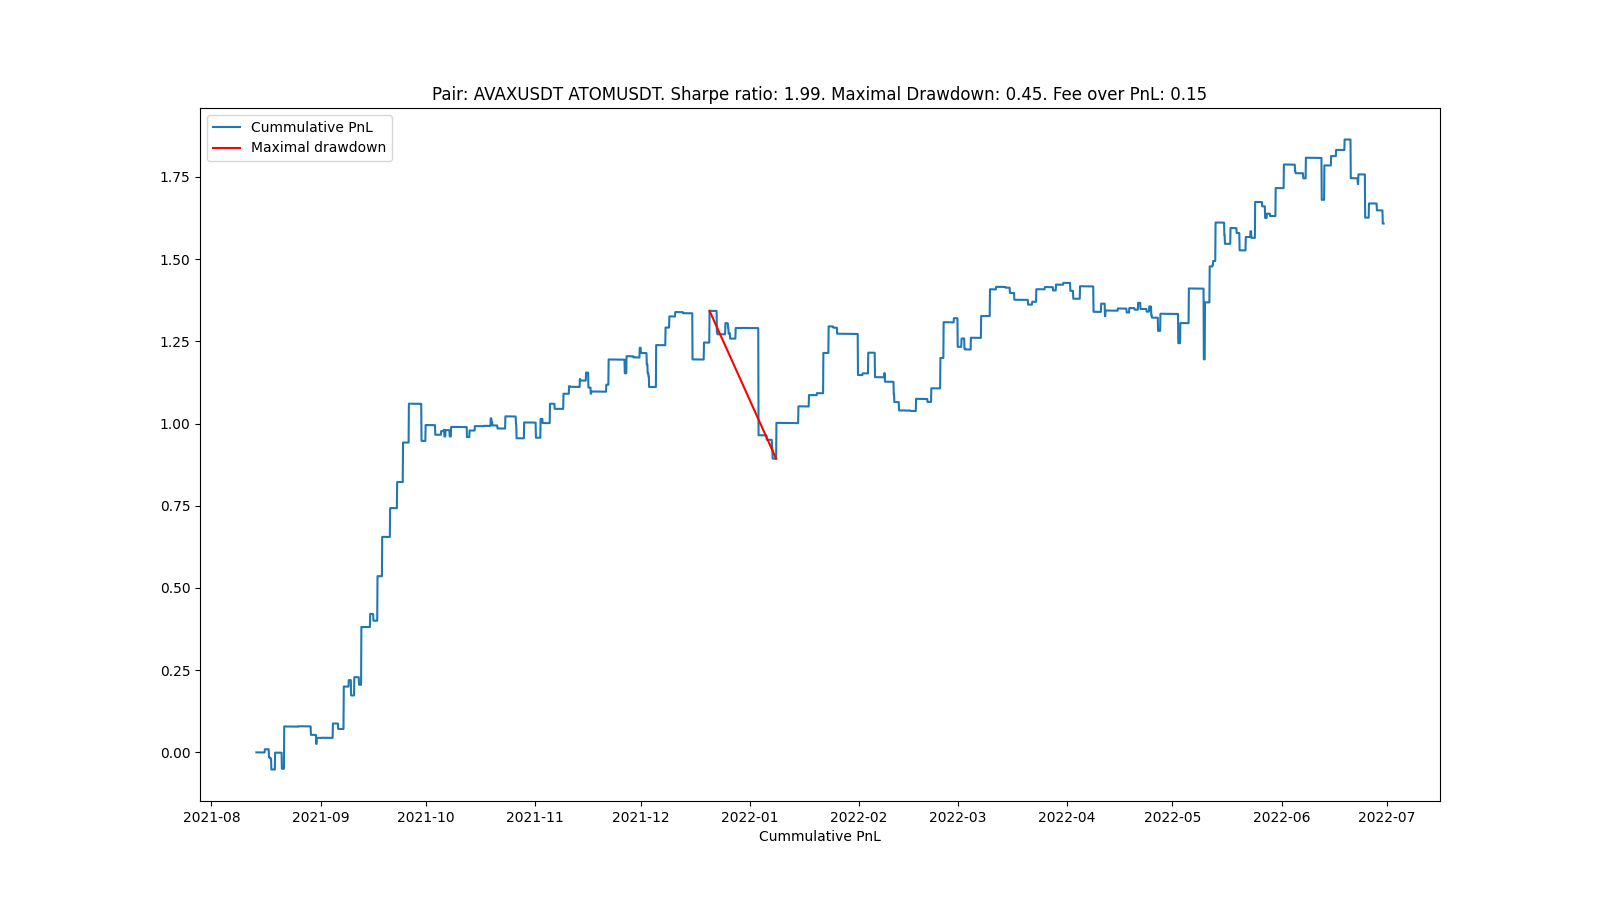 Pair: AVAXUSDT ATOMUSDT. Sharpe ratio: 1.99. Maximal Drawdown: 0.45. Fee over PnL: 0.15
Cummulative PnL
Maximal drawdown
1.75
1.50
1.25
1.00
0.75
0.50
0.25
0.00
2021-08 2021-09 2021-10 2021-11 2021-12 2022-01 2022-02 2022-03 2022-04 2022-05 2022-06 2022-07
Cummulative PnL